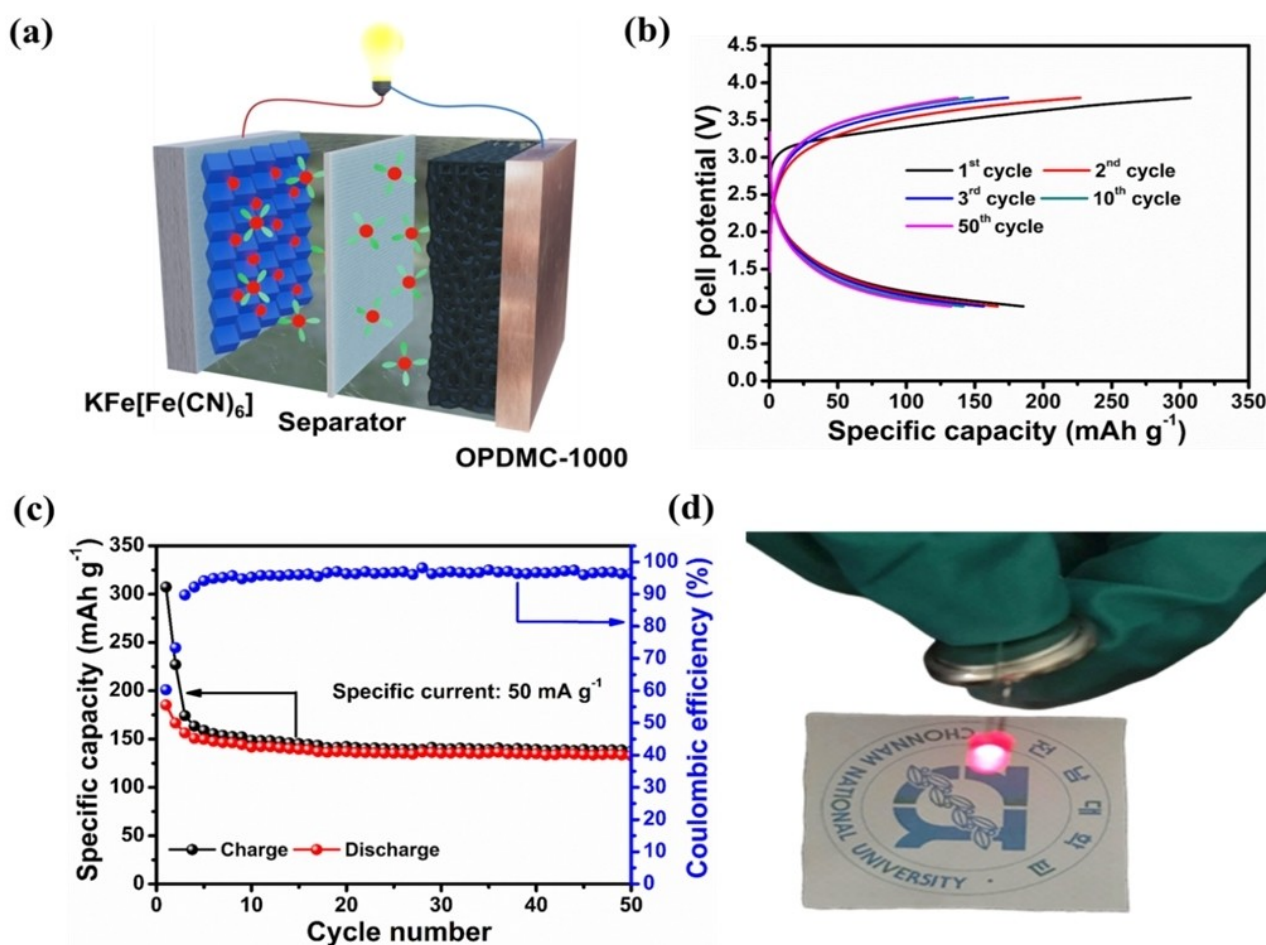 (a)
KFe[Fe(CN)₆]
Separator
OPDMC-1000
(b)
Cell potential (V)
4.5
4.0
3.5
3.0
2.5
2.0
1.5
1.0
0.5
0.0
1ˢᵗ cycle 2ⁿᵈ cycle
3ʳᵈ cycle 10ᵗʰ cycle
50ᵗʰ cycle
0 50 100 150 200 250 300 350
Specific capacity (mAh g⁻¹)
(c)
Specific capacity (mAh g⁻¹)
350
300
250
200
150
100
50
0
Specific current: 50 mA g⁻¹
Charge Discharge
0 10 20 30 40 50
Cycle number
100
90
80
70
60
50
40
30
20
10
0
Coulombic efficiency (%)
(d)
CHONNAM NATIONAL UNIVERSITY